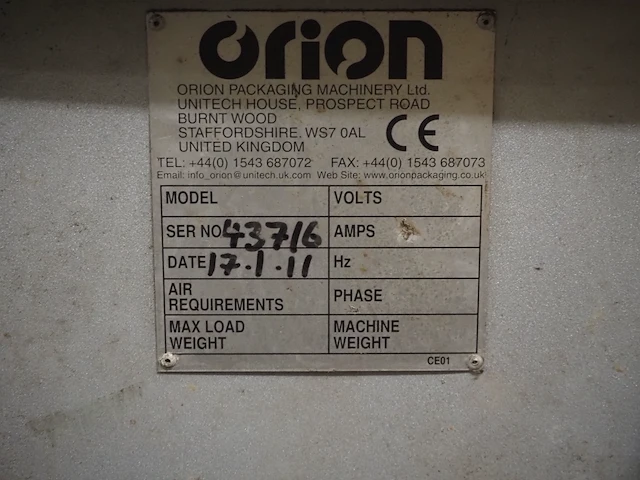 orion
ORION PACKAGING MACHINERY Ltd.
UNITECH HOUSE, PROSPECT ROAD
BURNT WOOD
STAFFORDSHIRE. WS7 0AL
UNITED KINGDOM
CE
TEL: +44(0) 1543 687072 FAX: +44(0) 1543 687073
Email: info_orion@unitech.uk.com Web Site: www.orionpackaging.co.uk
MODEL VOLTS
SER NO 43716 AMPS
DATE 17.1.11 Hz
AIR REQUIREMENTS PHASE
MAX LOAD WEIGHT MACHINE WEIGHT
CE01